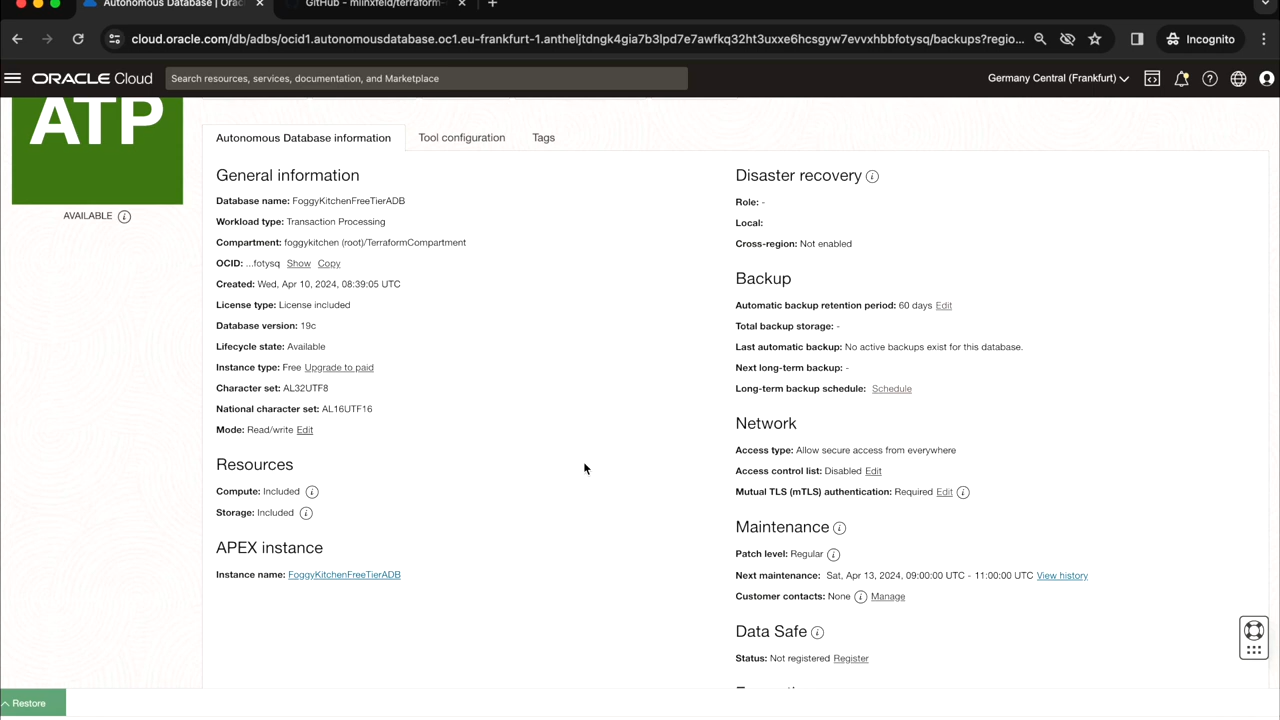 Autonomous Database | Orac
GitHub - mlinxfeld/terraform-
cloud.oracle.com/db/adbs/ocid1.autonomousdatabase.oc1.eu-frankfurt-1.antheljtdngk4gia7b3lpd7e7awfkq32ht3uxxe6hcsgyw7evvxhbbfotysq/backups?regio...
Incognito
ORACLE Cloud
Search resources, services, documentation, and Marketplace
Germany Central (Frankfurt)
ATP
AVAILABLE
Autonomous Database information
Tool configuration
Tags
General information
Database name: FoggyKitchenFreeTierADB
Workload type: Transaction Processing
Compartment: foggykitchen (root)/TerraformCompartment
OCID: ...fotysq Show Copy
Created: Wed, Apr 10, 2024, 08:39:05 UTC
License type: License included
Database version: 19c
Lifecycle state: Available
Instance type: Free Upgrade to paid
Character set: AL32UTF8
National character set: AL16UTF16
Mode: Read/write Edit
Resources
Compute: Included
Storage: Included
APEX instance
Instance name: FoggyKitchenFreeTierADB
Disaster recovery
Role: -
Local:
Cross-region: Not enabled
Backup
Automatic backup retention period: 60 days Edit
Total backup storage: -
Last automatic backup: No active backups exist for this database.
Next long-term backup: -
Long-term backup schedule: Schedule
Network
Access type: Allow secure access from everywhere
Access control list: Disabled Edit
Mutual TLS (mTLS) authentication: Required Edit
Maintenance
Patch level: Regular
Next maintenance: Sat, Apr 13, 2024, 09:00:00 UTC - 11:00:00 UTC View history
Customer contacts: None Manage
Data Safe
Status: Not registered Register
Restore